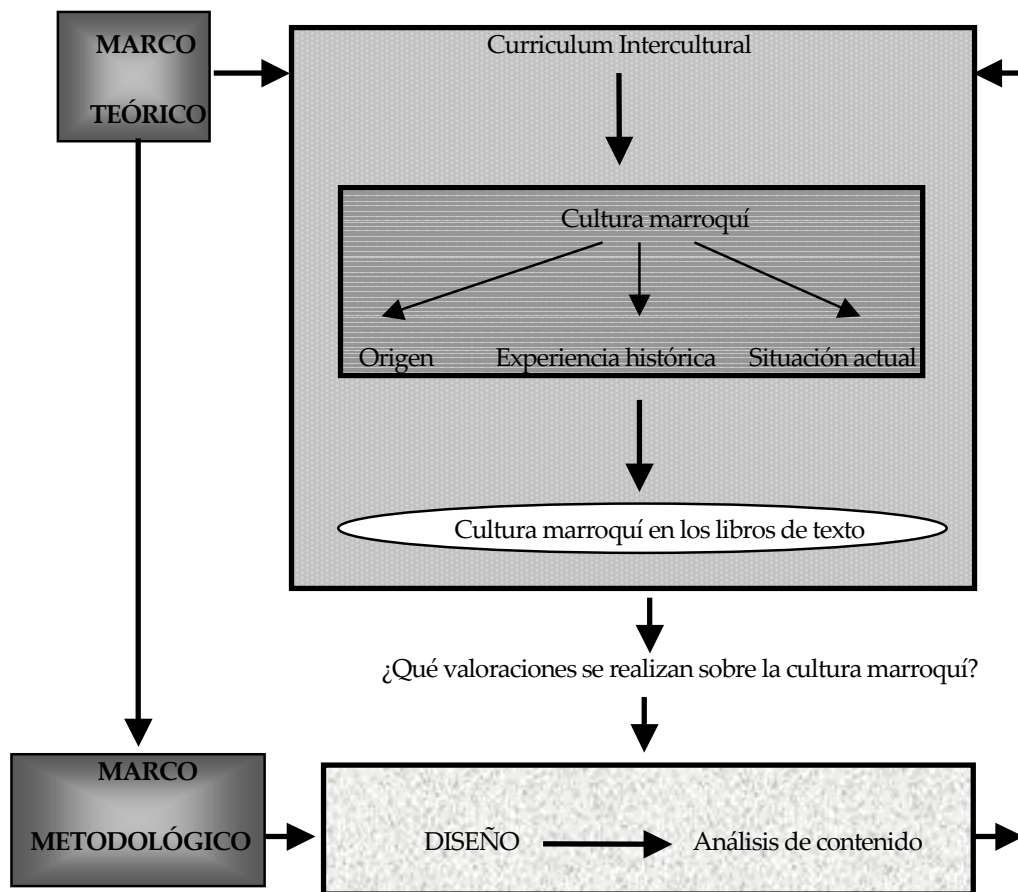 MARCO
TEÓRICO
Curriculum Intercultural
Cultura marroquí
Origen Experiencia histórica Situación actual
Cultura marroquí en los libros de texto
¿Qué valoraciones se realizan sobre la cultura marroquí?
MARCO
METODOLÓGICO
DISEÑO Análisis de contenido